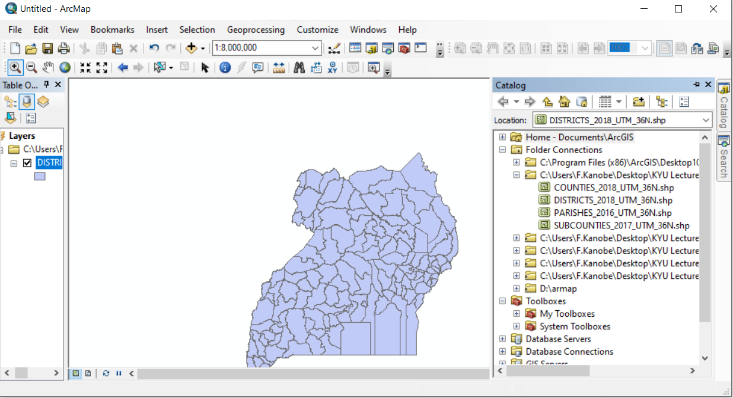 Untitled - ArcMap
File Edit View Bookmarks Insert Selection Geoprocessing Customize Windows Help
1:8,000,000
Table O...
Layers
C:\Users\F
DISTRI
Catalog
Location: DISTRICTS_2018_UTM_36N.shp
Home - Documents\ArcGIS
Folder Connections
C:\Program Files (x86)\ArcGIS\Desktop10
C:\Users\F.Kanobe\Desktop\KYU Lecture
COUNTIES_2018_UTM_36N.shp
DISTRICTS_2018_UTM_36N.shp
PARISHES_2016_UTM_36N.shp
SUBCOUNTIES_2017_UTM_36N.shp
C:\Users\F.Kanobe\Desktop\KYU Lecture
C:\Users\F.Kanobe\Desktop\KYU Lecture
C:\Users\F.Kanobe\Desktop\KYU Lecture
C:\Users\F.Kanobe\Desktop\KYU Lecture
D:\armap
Toolboxes
My Toolboxes
System Toolboxes
Database Servers
Database Connections
GIS Servers
Catalog
Search